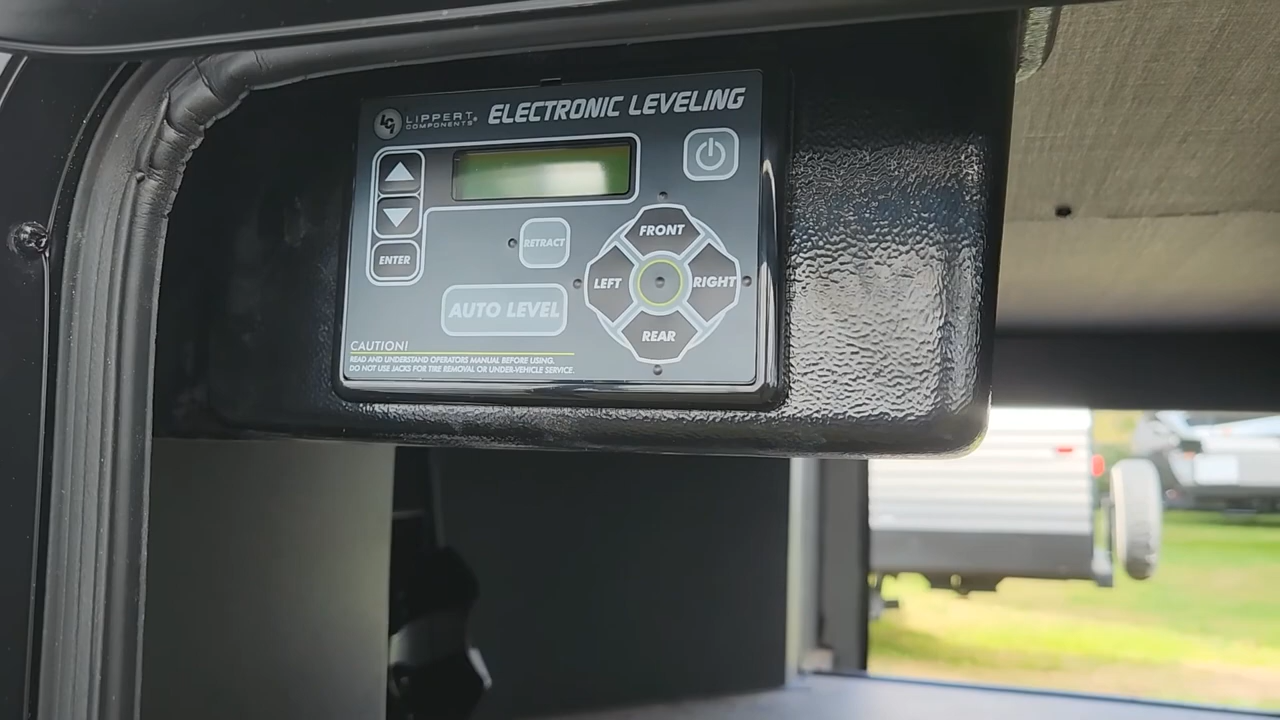 LCI LIPPERT COMPONENTS®
ELECTRONIC LEVELING
ENTER
RETRACT
AUTO LEVEL
FRONT
LEFT
RIGHT
REAR
CAUTION!
READ AND UNDERSTAND OPERATORS MANUAL BEFORE USING.
DO NOT USE JACKS FOR TIRE REMOVAL OR UNDER-VEHICLE SERVICE.